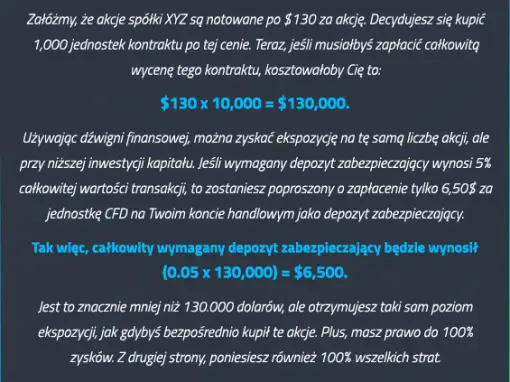 Załóżmy, że akcje spółki XYZ są notowane po $130 za akcję. Decydujesz się kupić
1,000 jednostek kontraktu po tej cenie. Teraz, jeśli musiałbyś zapłacić całkowitą
wycenę tego kontraktu, kosztowałoby Cię to:
$130 x 10,000 = $130,000.
Używając dźwigni finansowej, można zyskać ekspozycję na tę samą liczbę akcji, ale
przy niższej inwestycji kapitału. Jeśli wymagany depozyt zabezpieczający wynosi 5%
całkowitej wartości transakcji, to zostaniesz poproszony o zapłacenie tylko 6,50$ za
jednostkę CFD na Twoim koncie handlowym jako depozyt zabezpieczający.
Tak więc, całkowity wymagany depozyt zabezpieczający będzie wynosił
(0.05 x 130,000) = $6,500.
Jest to znacznie mniej niż 130.000 dolarów, ale otrzymujesz taki sam poziom
ekspozycji, jak gdybyś bezpośrednio kupił te akcje. Plus, masz prawo do 100%
zysków. Z drugiej strony, poniesiesz również 100% wszelkich strat.